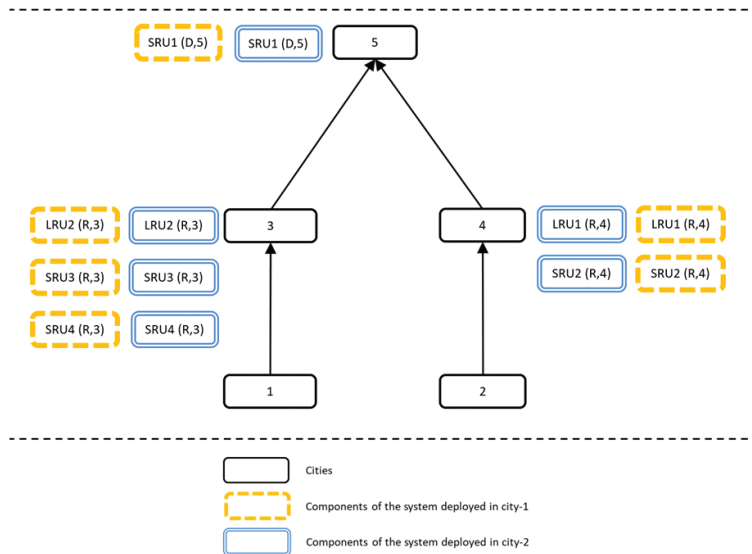 SRU1 (D,5) SRU1 (D,5) 5
LRU2 (R,3) LRU2 (R,3) 3 4 LRU1 (R,4) LRU1 (R,4)
SRU3 (R,3) SRU3 (R,3) SRU2 (R,4) SRU2 (R,4)
SRU4 (R,3) SRU4 (R,3)
1 2
Cities
Components of the system deployed in city-1
Components of the system deployed in city-2